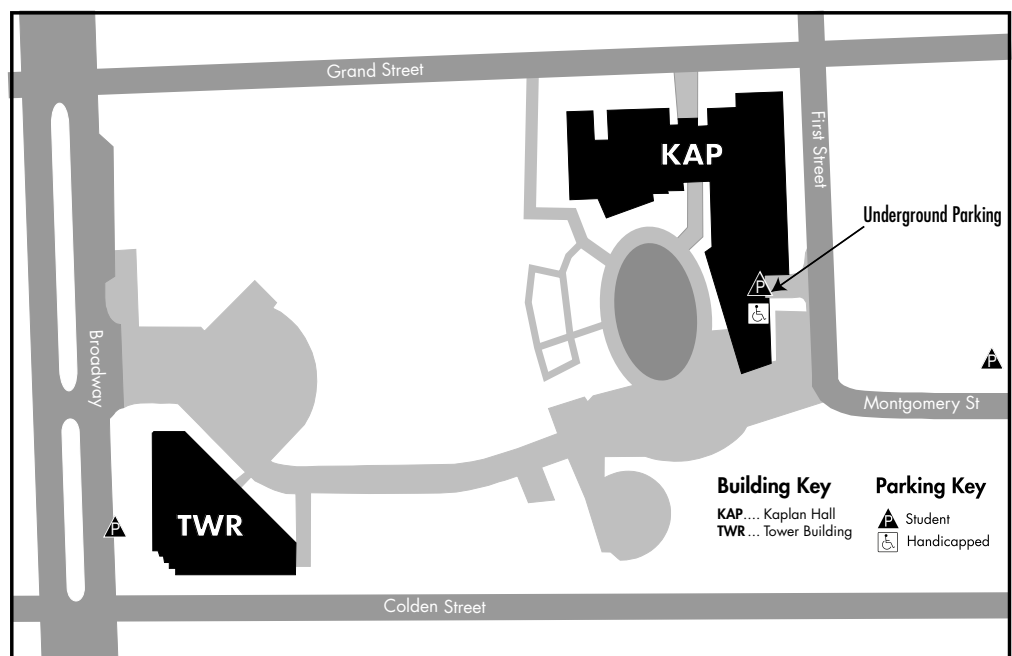 Grand Street
First Street
KAP
Underground Parking
P
Broadway
P
Montgomery St
Building Key
KAP.... Kaplan Hall
TWR ... Tower Building
Parking Key
P Student
Handicapped
TWR
P
Colden Street